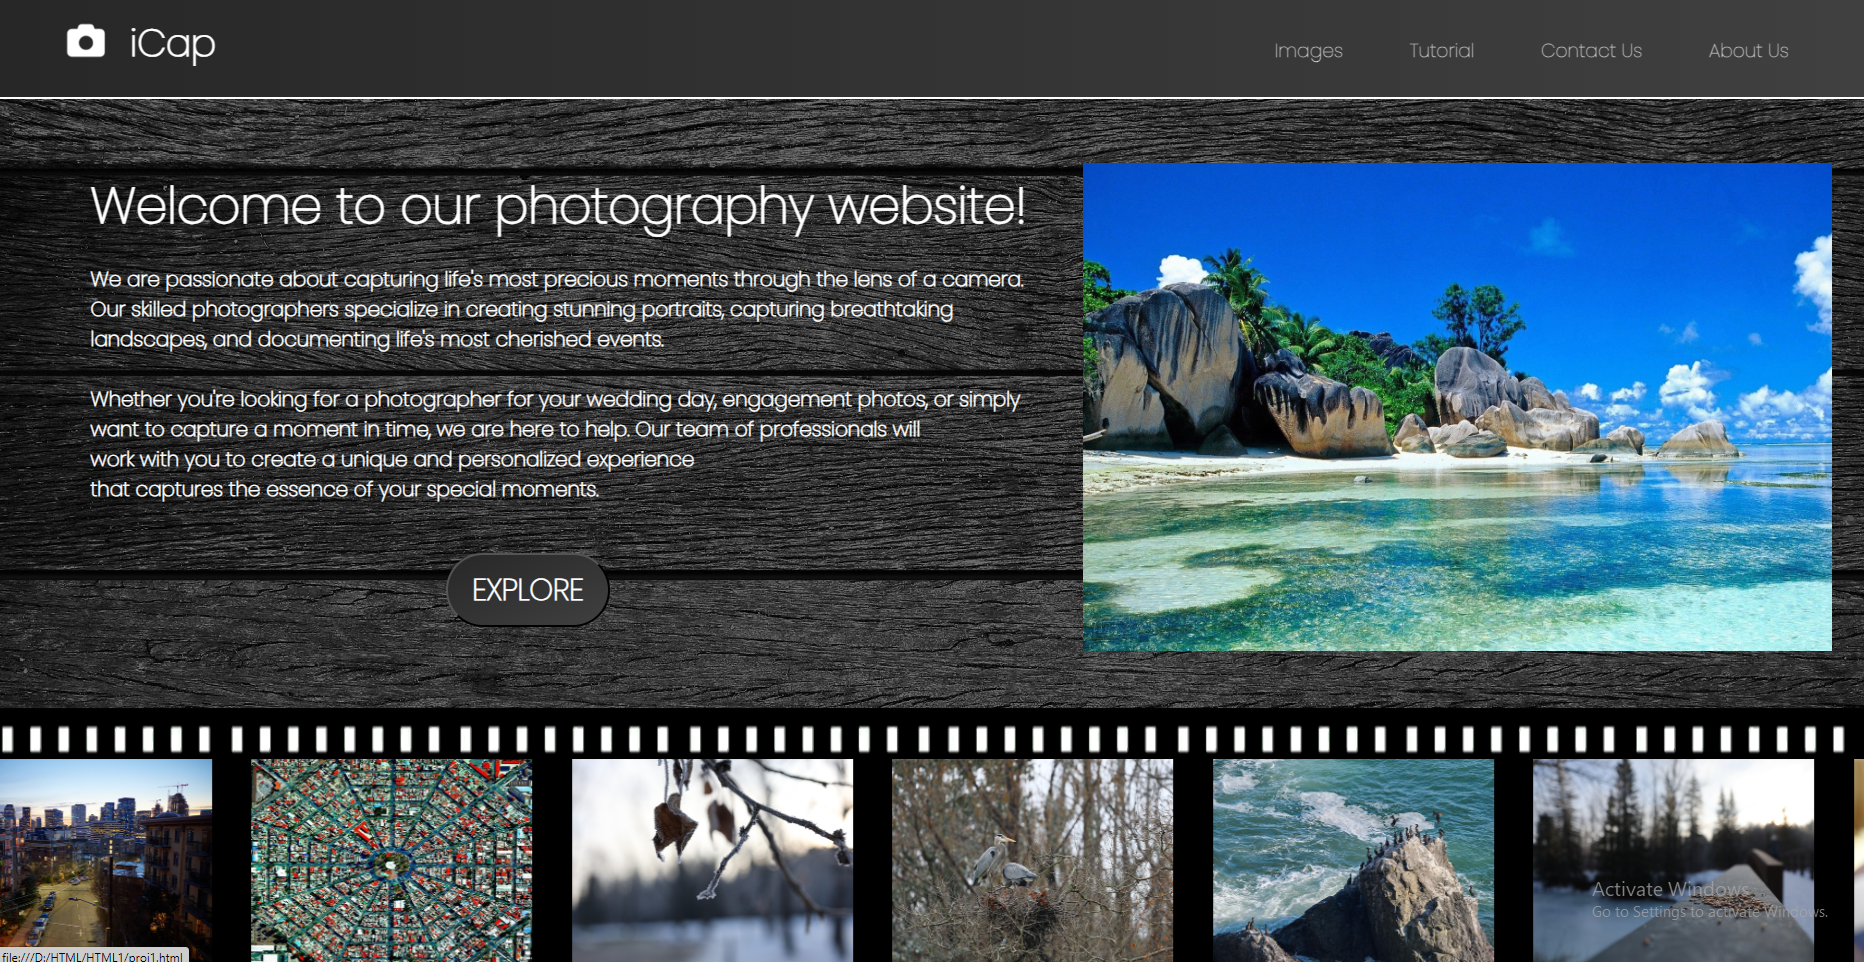 iCap
Images
Tutorial
Contact Us
About Us
Welcome to our photography website!
We are passionate about capturing life's most precious moments through the lens of a camera.
Our skilled photographers specialize in creating stunning portraits, capturing breathtaking
landscapes, and documenting life's most cherished events.
Whether you're looking for a photographer for your wedding day, engagement photos, or simply
want to capture a moment in time, we are here to help. Our team of professionals will
work with you to create a unique and personalized experience
that captures the essence of your special moments.
EXPLORE
Activate Windows
Go to Settings to activate Windows.
file:///D:/HTML/HTML1/proj1.html